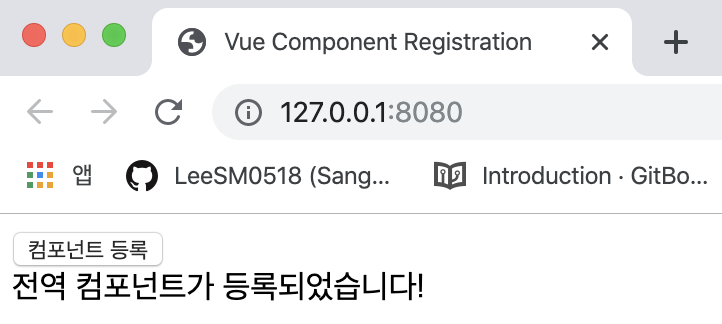 Vue Component Registration
127.0.0.1:8080
앱 LeeSM0518 (Sang... Introduction · GitBo...
컴포넌트 등록
전역 컴포넌트가 등록되었습니다!